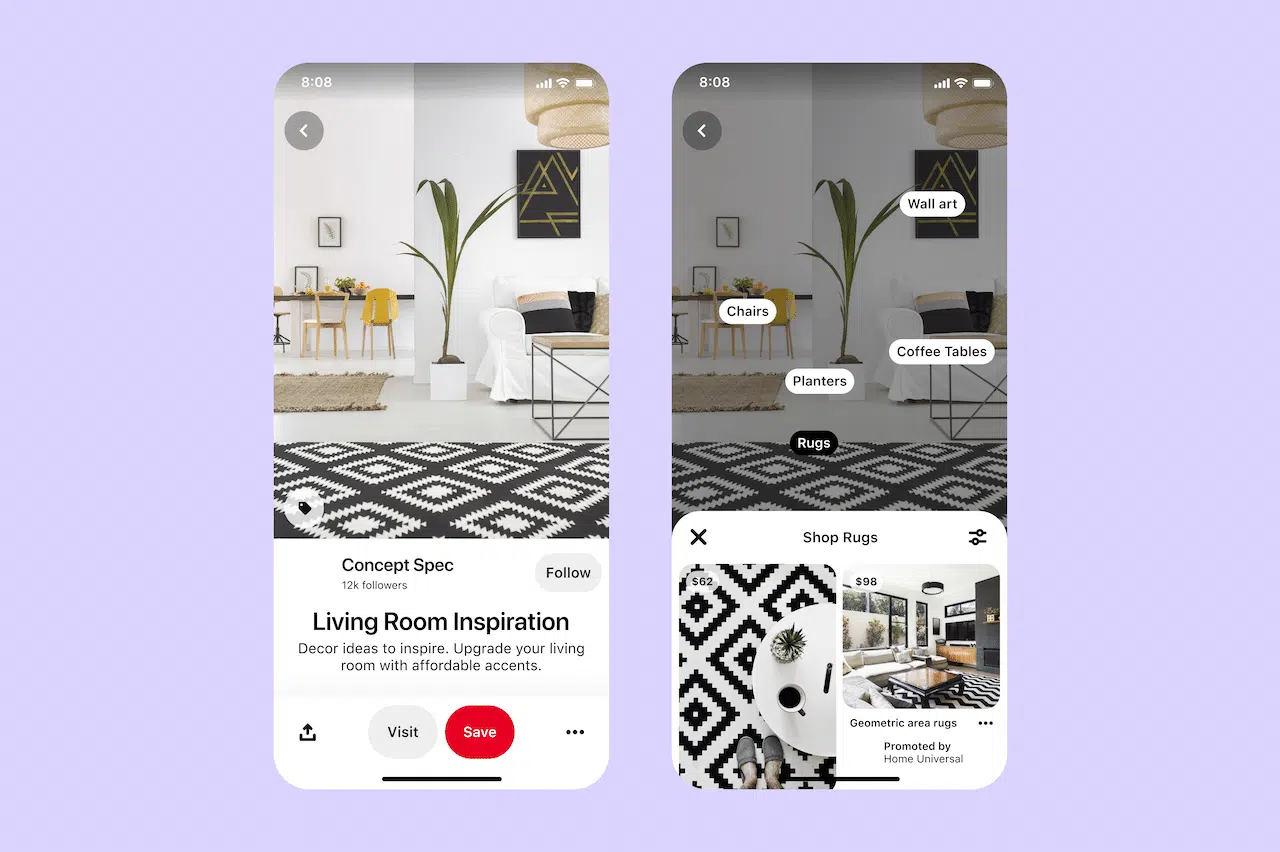 8:08
Concept Spec
12k followers
Follow
Living Room Inspiration
Decor ideas to inspire. Upgrade your living
room with affordable accents.
Visit
Save
8:08
Wall art
Chairs
Coffee Tables
Planters
Rugs
Shop Rugs
$62
$98
Geometric area rugs
Promoted by
Home Universal